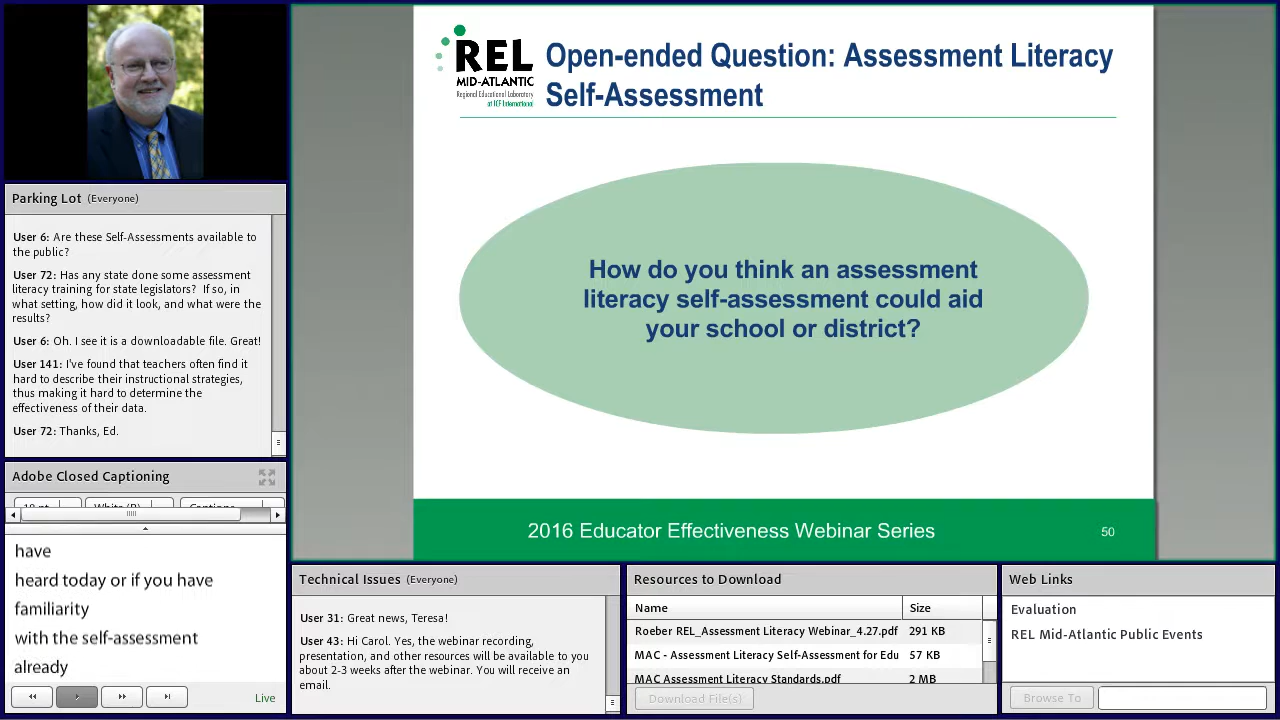 REL
MID-ATLANTIC
Regional Educational Laboratory
at ICF International
Open-ended Question: Assessment Literacy
Self-Assessment
How do you think an assessment
literacy self-assessment could aid
your school or district?
2016 Educator Effectiveness Webinar Series
50
Parking Lot (Everyone)
User 6: Are these Self-Assessments available to
the public?
User 72: Has any state done some assessment
literacy training for state legislators? If so, in
what setting, how did it look, and what were the
results?
User 6: Oh. I see it is a downloadable file. Great!
User 141: I've found that teachers often find it
hard to describe their instructional strategies,
thus making it hard to determine the
effectiveness of their data.
User 72: Thanks, Ed.
Adobe Closed Captioning
18 pt
White (B)
Captions
have
heard today or if you have
familiarity
with the self-assessment
already
Live
Technical Issues (Everyone)
User 31: Great news, Teresa!
User 43: Hi Carol. Yes, the webinar recording,
presentation, and other resources will be available to you
about 2-3 weeks after the webinar. You will receive an
email.
Resources to Download
Name Size
Roeber REL_Assessment Literacy Webinar_4.27.pdf 291 KB
MAC - Assessment Literacy Self-Assessment for Edu 57 KB
MAC Assessment Literacy Standards.pdf 2 MB
Download File(s)
Web Links
Evaluation
REL Mid-Atlantic Public Events
Browse To